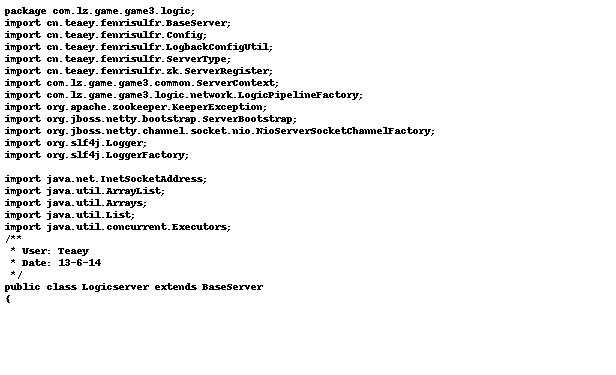 package com.lz.game.game3.logic;
import cn.teaey.fenrisulfr.BaseServer;
import cn.teaey.fenrisulfr.Config;
import cn.teaey.fenrisulfr.LogbackConfigUtil;
import cn.teaey.fenrisulfr.ServerType;
import cn.teaey.fenrisulfr.zk.ServerRegister;
import com.lz.game.game3.common.ServerContext;
import com.lz.game.game3.logic.network.LogicPipelineFactory;
import org.apache.zookeeper.KeeperException;
import org.jboss.netty.bootstrap.ServerBootstrap;
import org.jboss.netty.channel.socket.nio.NioServerSocketChannelFactory;
import org.slf4j.Logger;
import org.slf4j.LoggerFactory;
import java.net.InetSocketAddress;
import java.util.ArrayList;
import java.util.Arrays;
import java.util.List;
import java.util.concurrent.Executors;
/**
 * User: Teaey
 * Date: 13-6-14
 */
public class Logicserver extends BaseServer
{